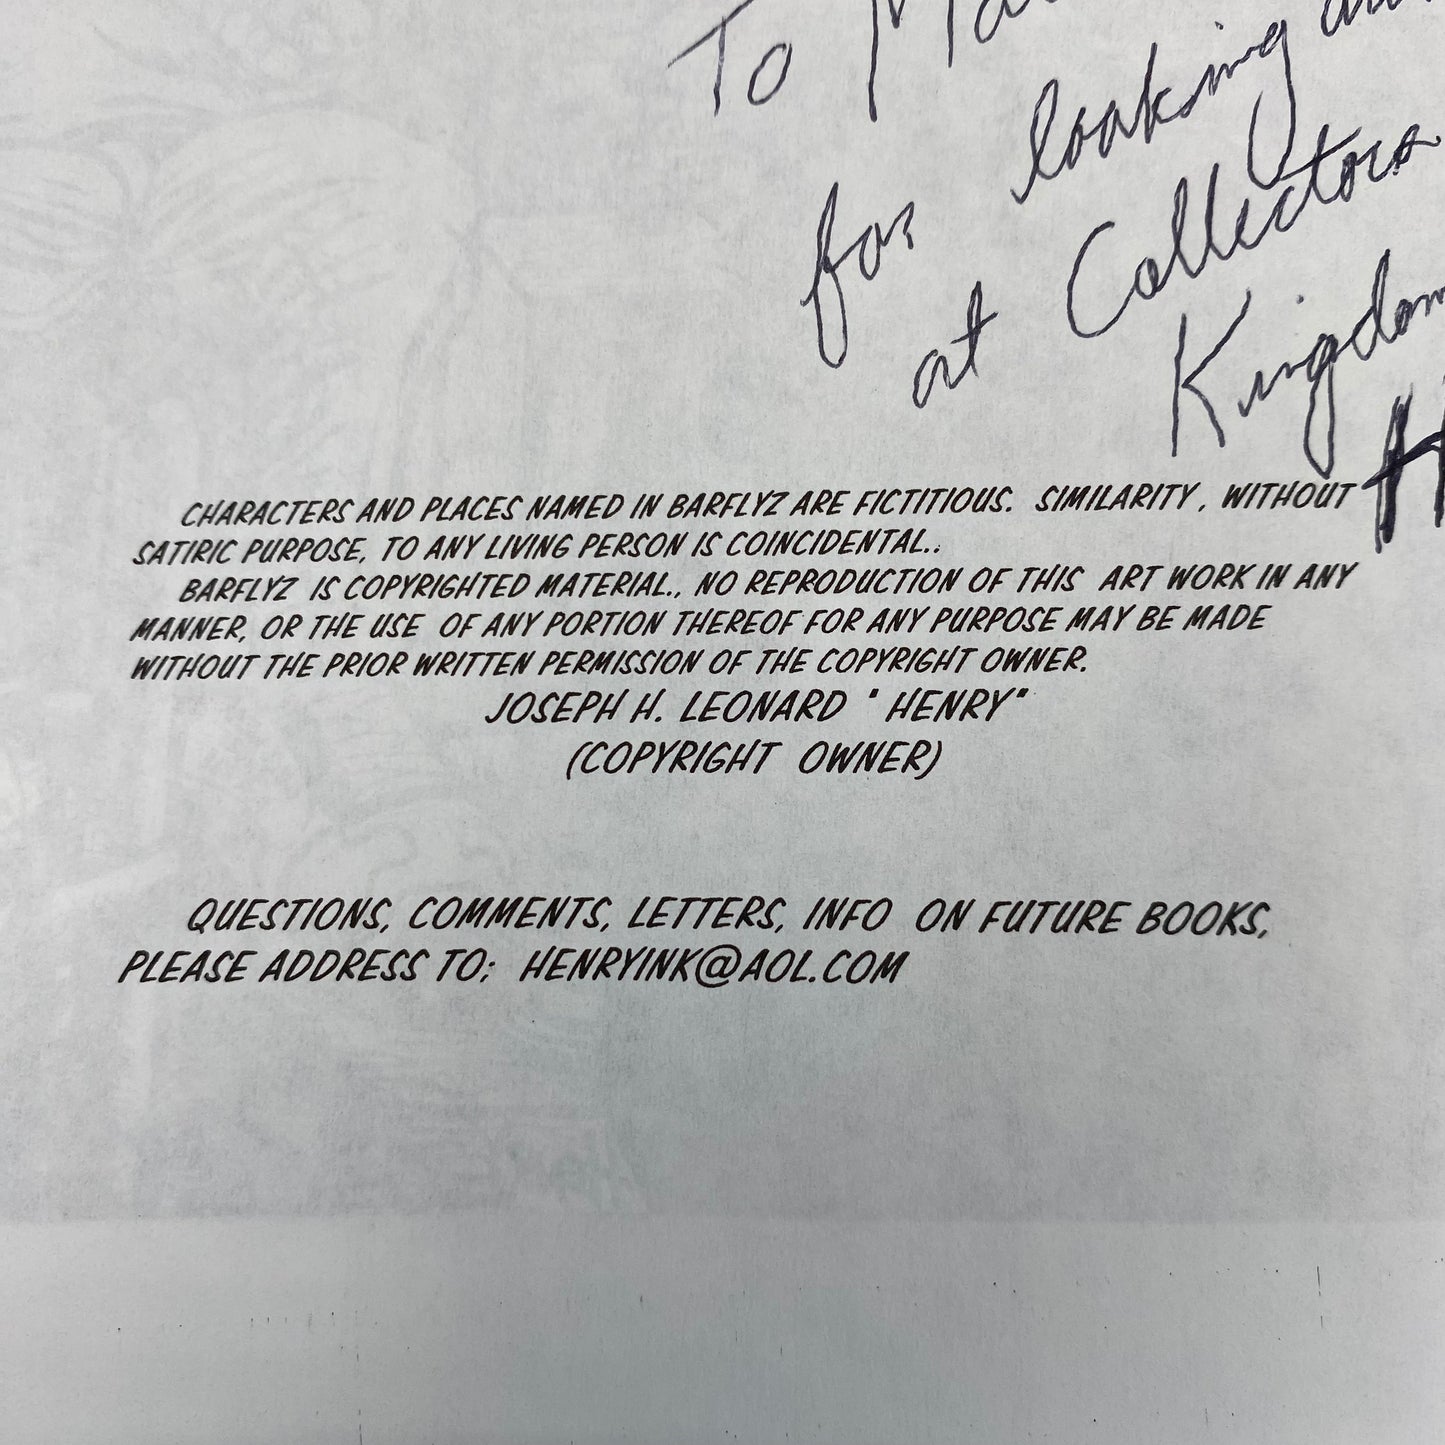 To
for looking
at Collectors
Kingdom
CHARACTERS AND PLACES NAMED IN BARFLYZ ARE FICTITIOUS. SIMILARITY , WITHOUT
SATIRIC PURPOSE, TO ANY LIVING PERSON IS COINCIDENTAL..
BARFLYZ IS COPYRIGHTED MATERIAL., NO REPRODUCTION OF THIS ART WORK IN ANY
MANNER, OR THE USE OF ANY PORTION THEREOF FOR ANY PURPOSE MAY BE MADE
WITHOUT THE PRIOR WRITTEN PERMISSION OF THE COPYRIGHT OWNER.
JOSEPH H. LEONARD " HENRY"
(COPYRIGHT OWNER)
QUESTIONS, COMMENTS, LETTERS, INFO ON FUTURE BOOKS,
PLEASE ADDRESS TO; HENRYINK@AOL.COM